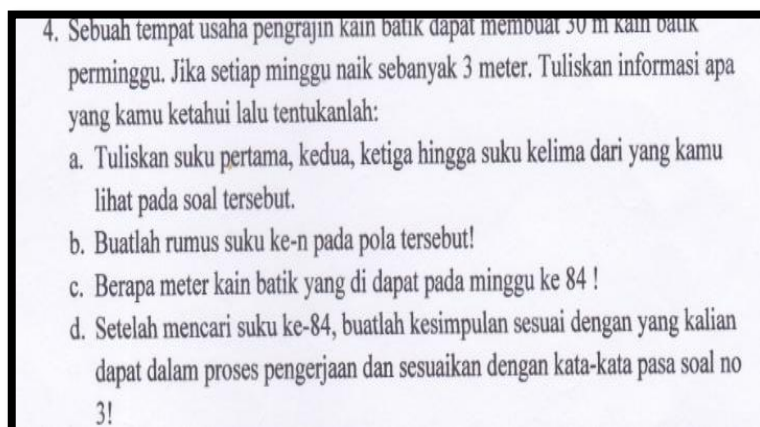 4. Sebuah tempat usaha pengrajin kain batik dapat membuat 30 m kain batik
perminggu. Jika setiap minggu naik sebanyak 3 meter. Tuliskan informasi apa
yang kamu ketahui lalu tentukanlah:
a. Tuliskan suku pertama, kedua, ketiga hingga suku kelima dari yang kamu
lihat pada soal tersebut.
b. Buatlah rumus suku ke-n pada pola tersebut!
c. Berapa meter kain batik yang di dapat pada minggu ke 84 !
d. Setelah mencari suku ke-84, buatlah kesimpulan sesuai dengan yang kalian
dapat dalam proses pengerjaan dan sesuaikan dengan kata-kata pasa soal no
3!